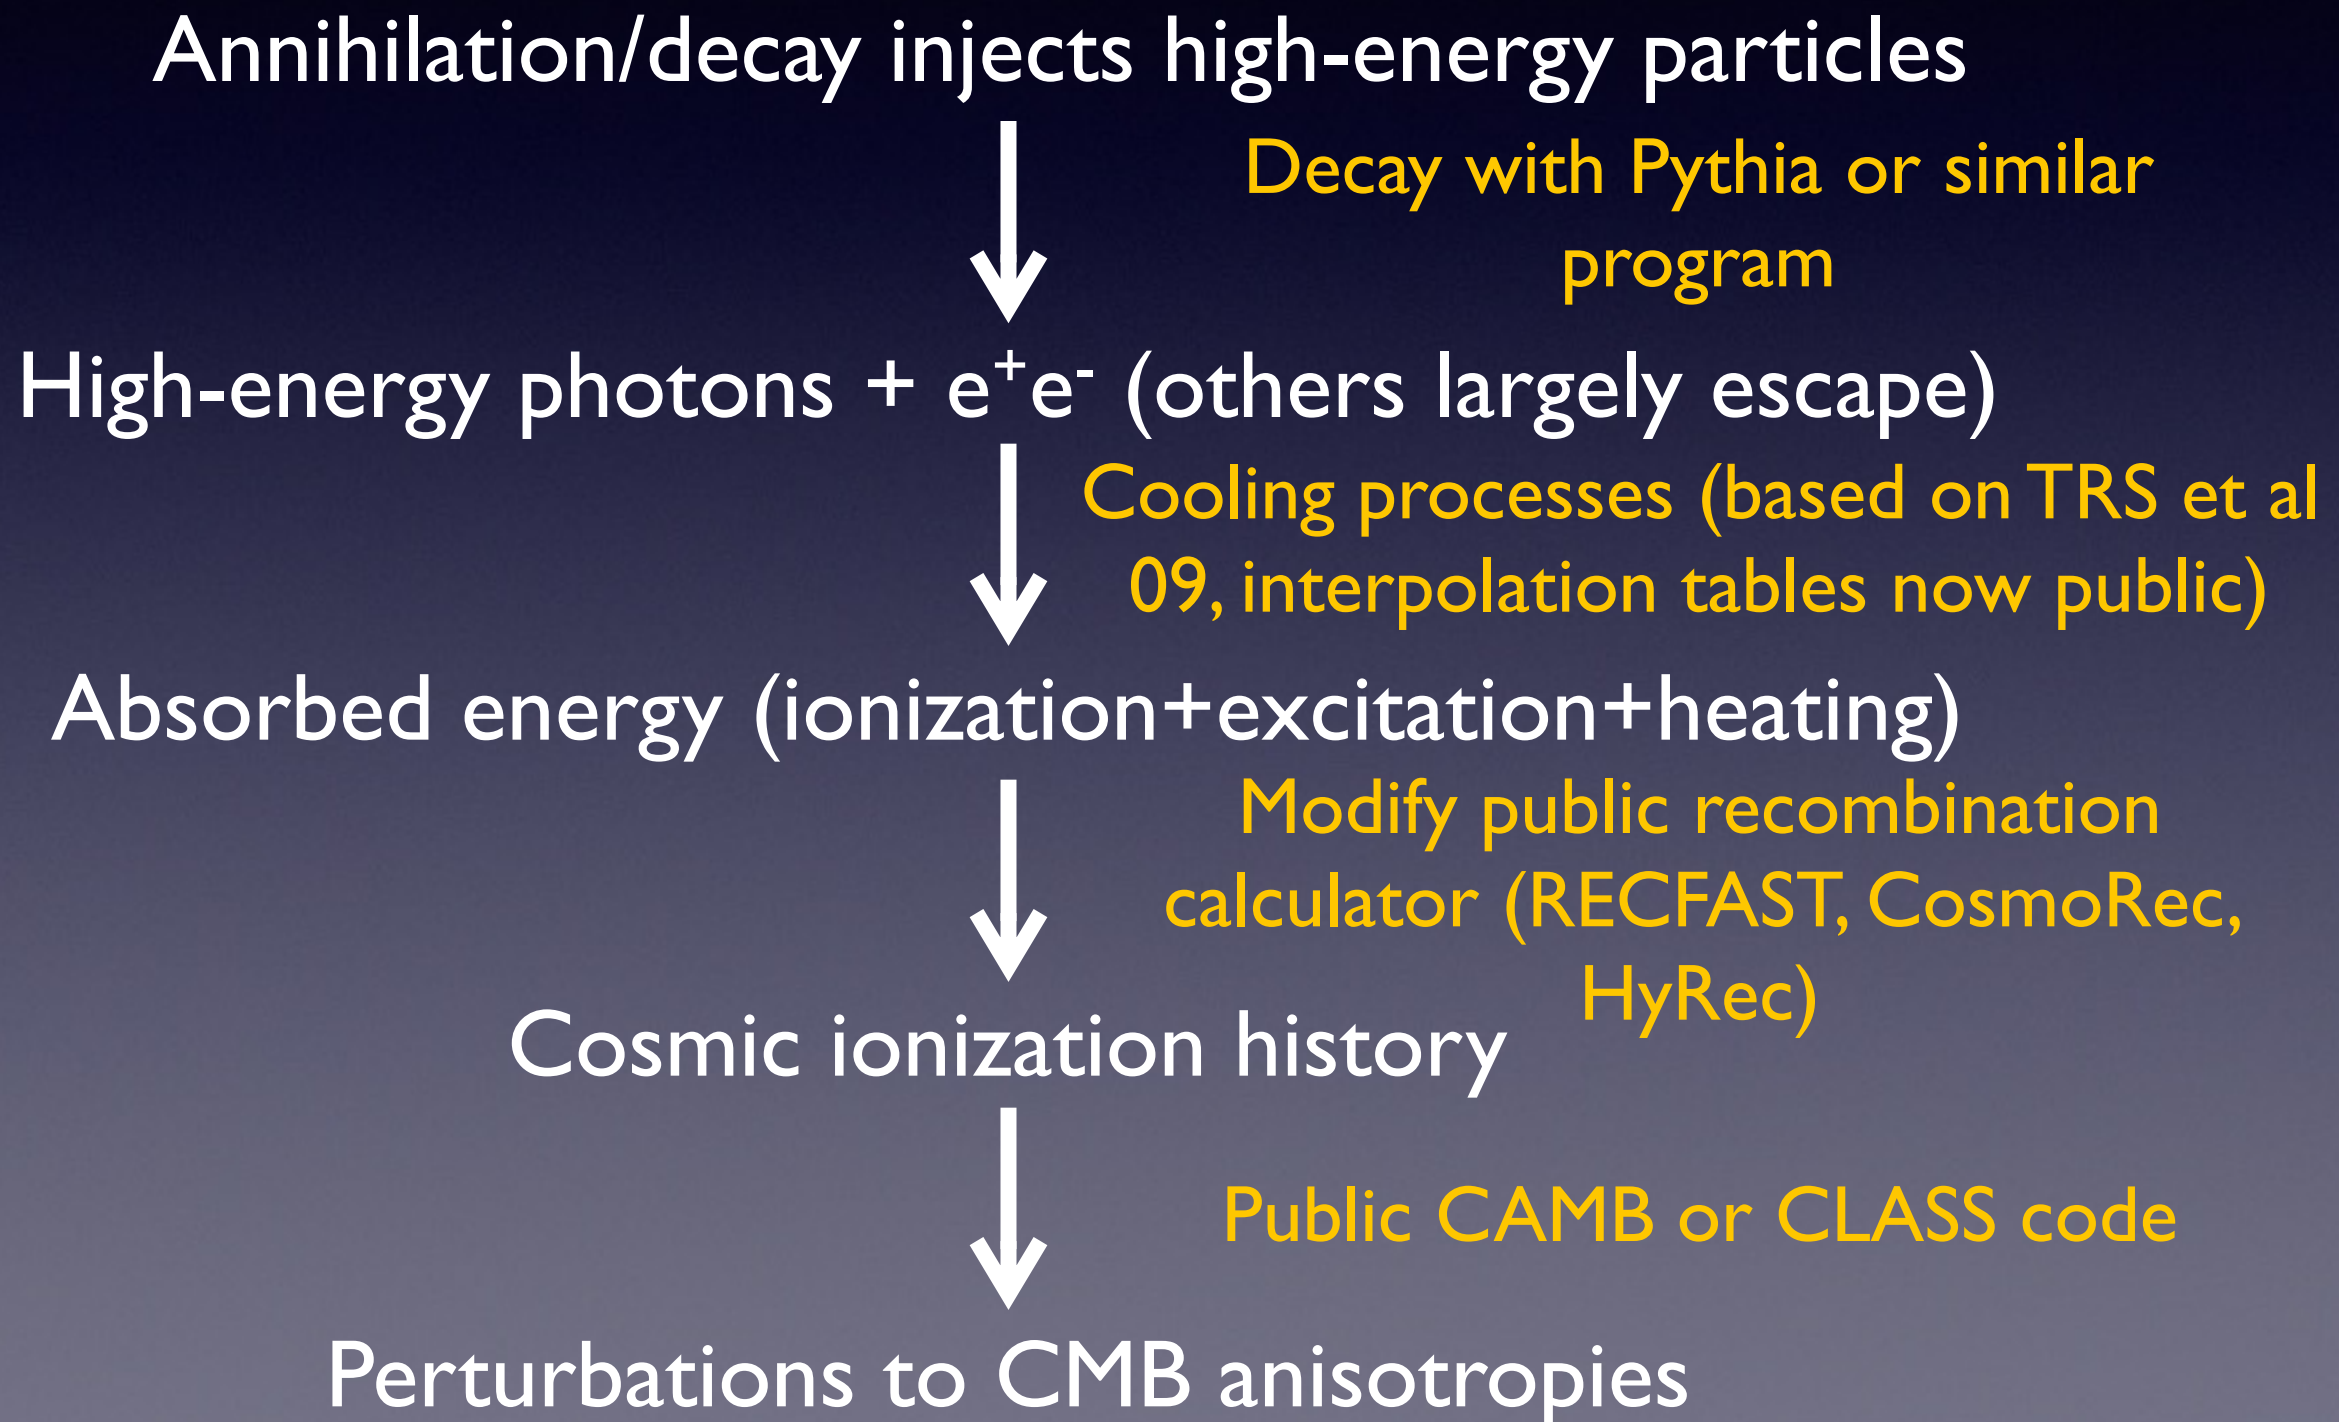 Annihilation/decay injects high-energy particles
Decay with Pythia or similar
program
High-energy photons + e⁺e⁻ (others largely escape)
Cooling processes (based on TRS et al
09, interpolation tables now public)
Absorbed energy (ionization+excitation+heating)
Modify public recombination
calculator (RECFAST, CosmoRec,
HyRec)
Cosmic ionization history
Public CAMB or CLASS code
Perturbations to CMB anisotropies